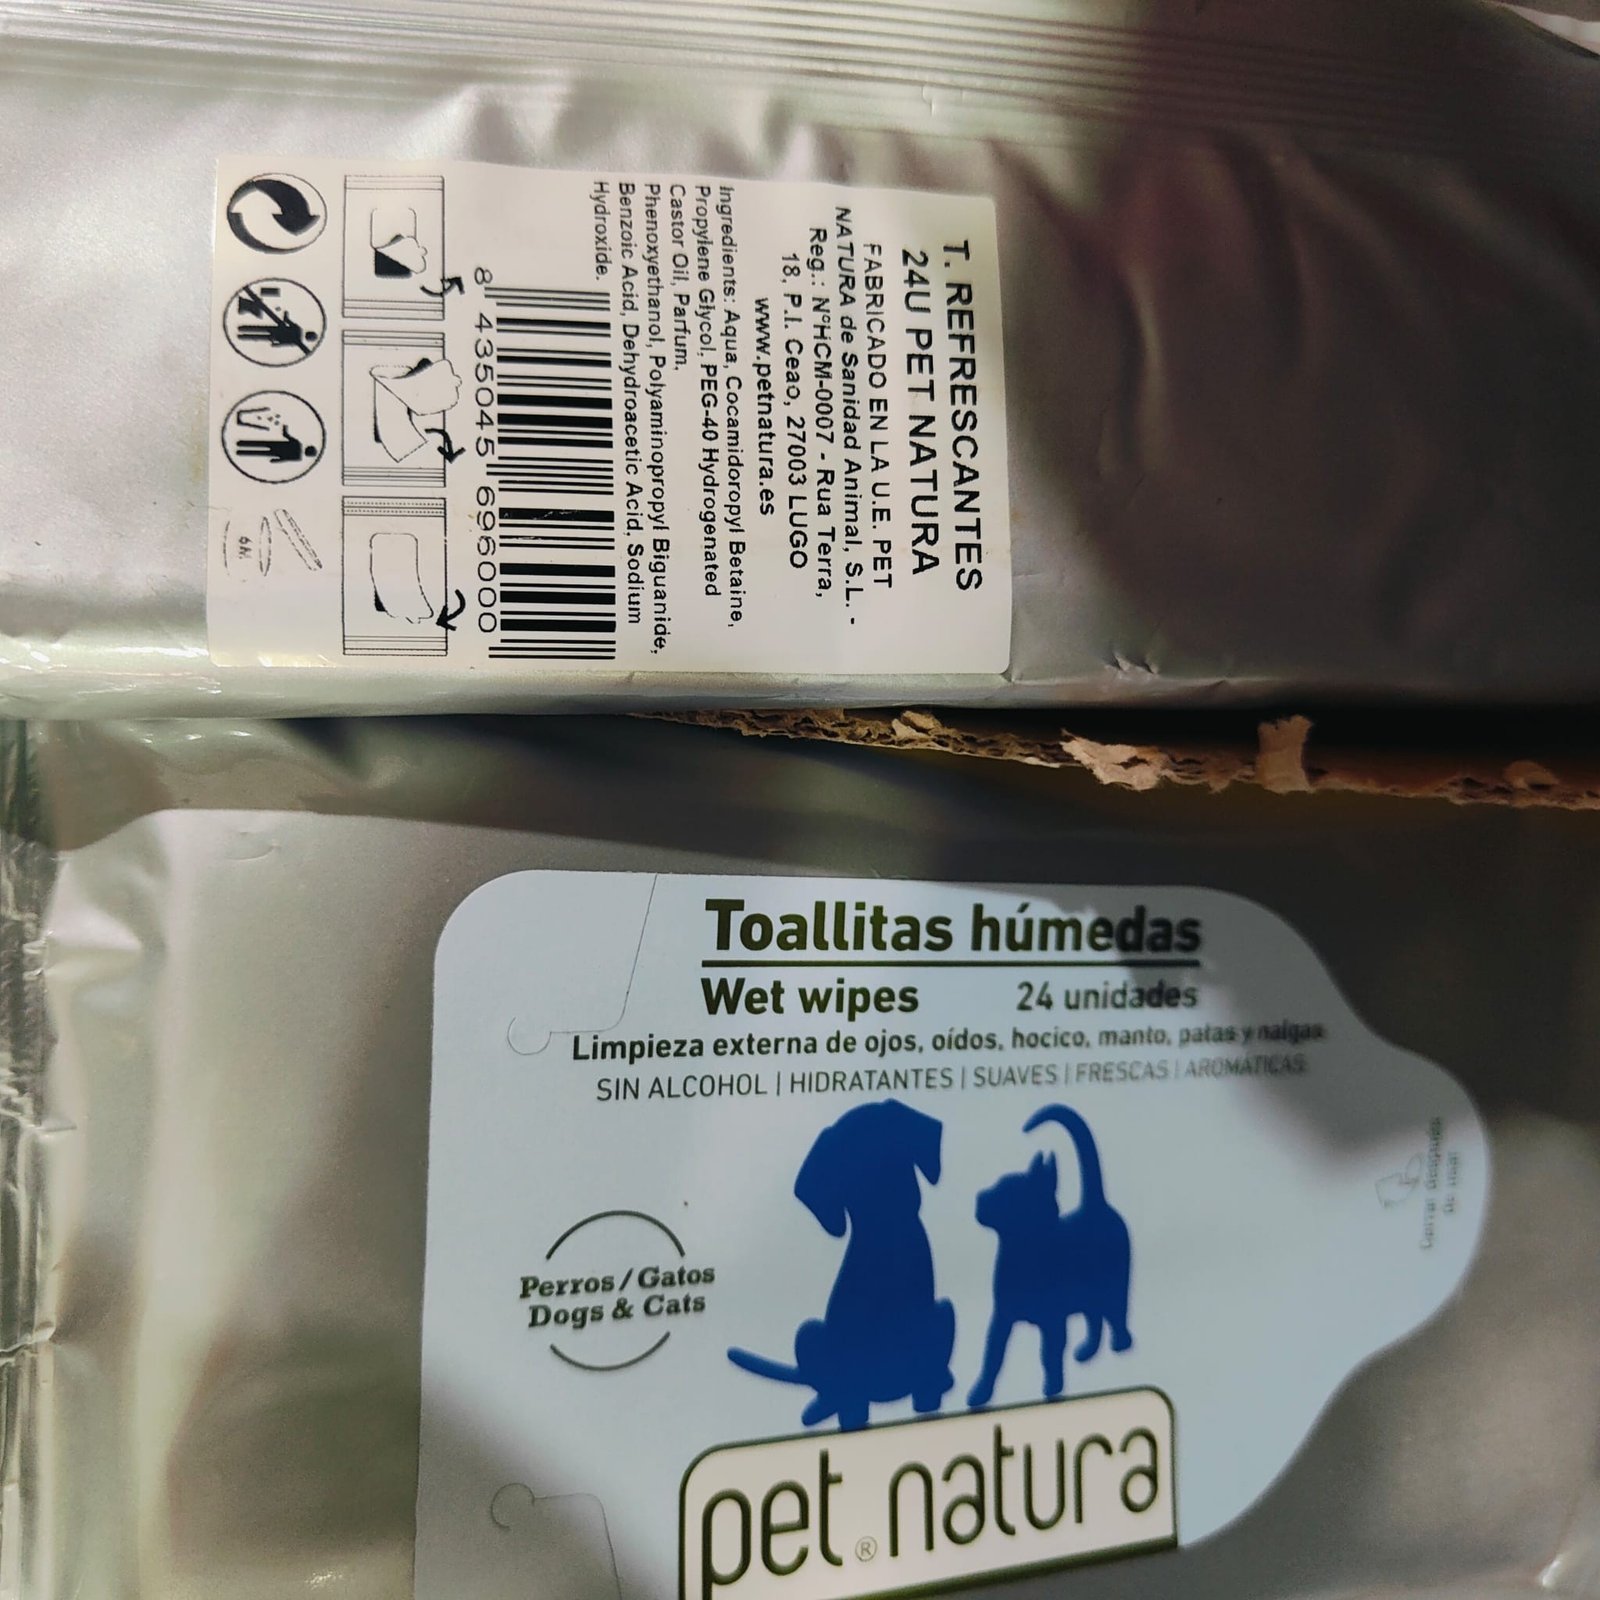 T. REFRESCANTES
24U PET NATURA
FABRICADO EN LA U.E. PET
NATURA de Sanidad Animal, S.L. -
Reg.: NºHCM-0007 - Rua Terra,
18, P.I. Ceao, 27003 LUGO
www.petnatura.es
Ingredients: Aqua, Cocamidoropyl Betaine,
Propylene Glycol, PEG-40 Hydrogenated
Castor Oil, Parfum,
Phenoxyethanol, Polyaminopropyl Biguanide,
Benzoic Acid, Dehydroacetic Acid, Sodium
Hydroxide.
8 435045 696000
6M
Toallitas húmedas
Wet wipes 24 unidades
Limpieza externa de ojos, oídos, hocico, manto, patas y nalgas
SIN ALCOHOL | HIDRATANTES | SUAVES | FRESCAS | AROMÁTICAS
Perros/Gatos
Dogs & Cats
pet natura
®